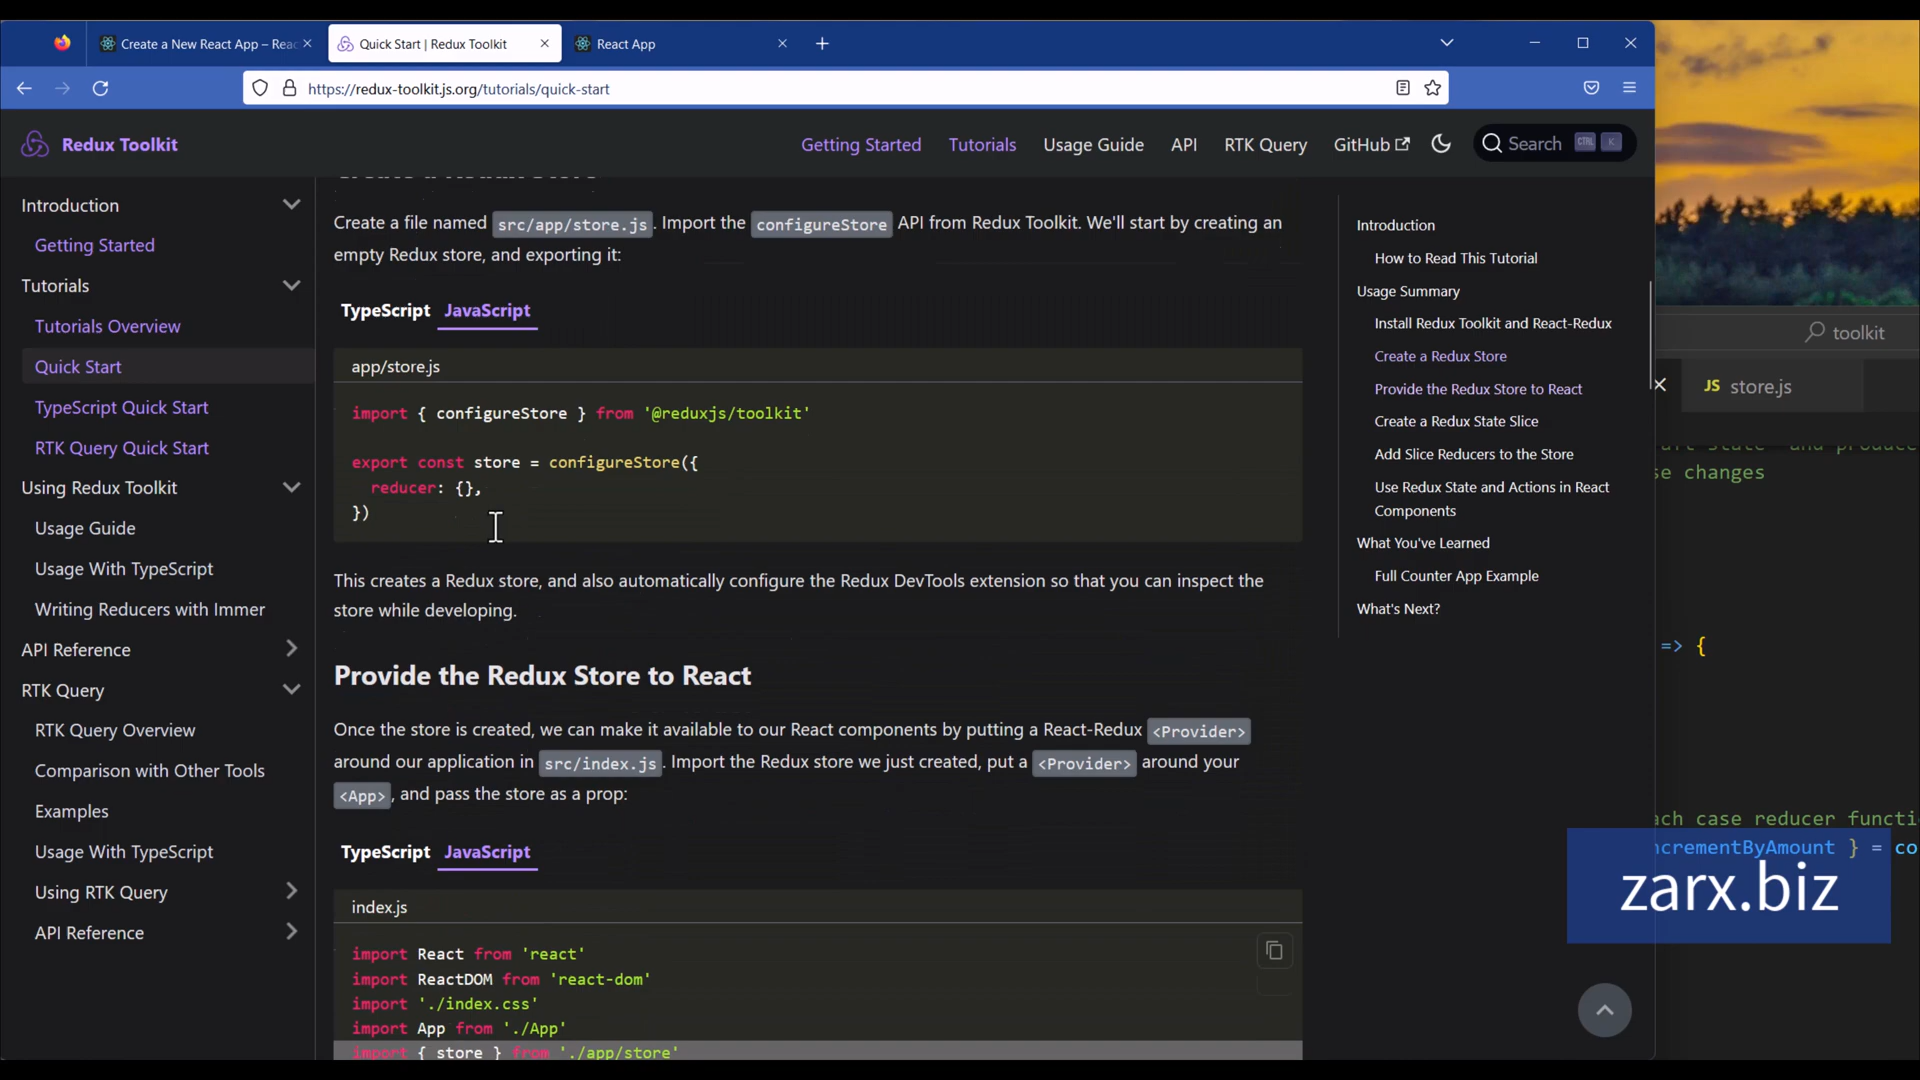 Create a New React App – Reac
Quick Start | Redux Toolkit
React App
https://redux-toolkit.js.org/tutorials/quick-start
Redux Toolkit
Getting Started
Tutorials
Usage Guide
API
RTK Query
GitHub
Search
CTRL
K
Introduction
Getting Started
Tutorials
Tutorials Overview
Quick Start
TypeScript Quick Start
RTK Query Quick Start
Using Redux Toolkit
Usage Guide
Usage With TypeScript
Writing Reducers with Immer
API Reference
RTK Query
RTK Query Overview
Comparison with Other Tools
Examples
Usage With TypeScript
Using RTK Query
API Reference
Create a file named src/app/store.js. Import the configureStore API from Redux Toolkit. We'll start by creating an
empty Redux store, and exporting it:
TypeScript
JavaScript
app/store.js
import { configureStore } from '@reduxjs/toolkit'
export const store = configureStore({
reducer: {},
})
This creates a Redux store, and also automatically configure the Redux DevTools extension so that you can inspect the
store while developing.
Provide the Redux Store to React
Once the store is created, we can make it available to our React components by putting a React-Redux <Provider>
around our application in src/index.js. Import the Redux store we just created, put a <Provider> around your
<App>, and pass the store as a prop:
TypeScript
JavaScript
index.js
import React from 'react'
import ReactDOM from 'react-dom'
import './index.css'
import App from './App'
import { store } from './app/store'
Introduction
How to Read This Tutorial
Usage Summary
Install Redux Toolkit and React-Redux
Create a Redux Store
Provide the Redux Store to React
Create a Redux State Slice
Add Slice Reducers to the Store
Use Redux State and Actions in React
Components
What You've Learned
Full Counter App Example
What's Next?
toolkit
JS store.js
state- and produc
se changes
=> {
ach case reducer functi
ncrementByAmount } = co
zarx.biz